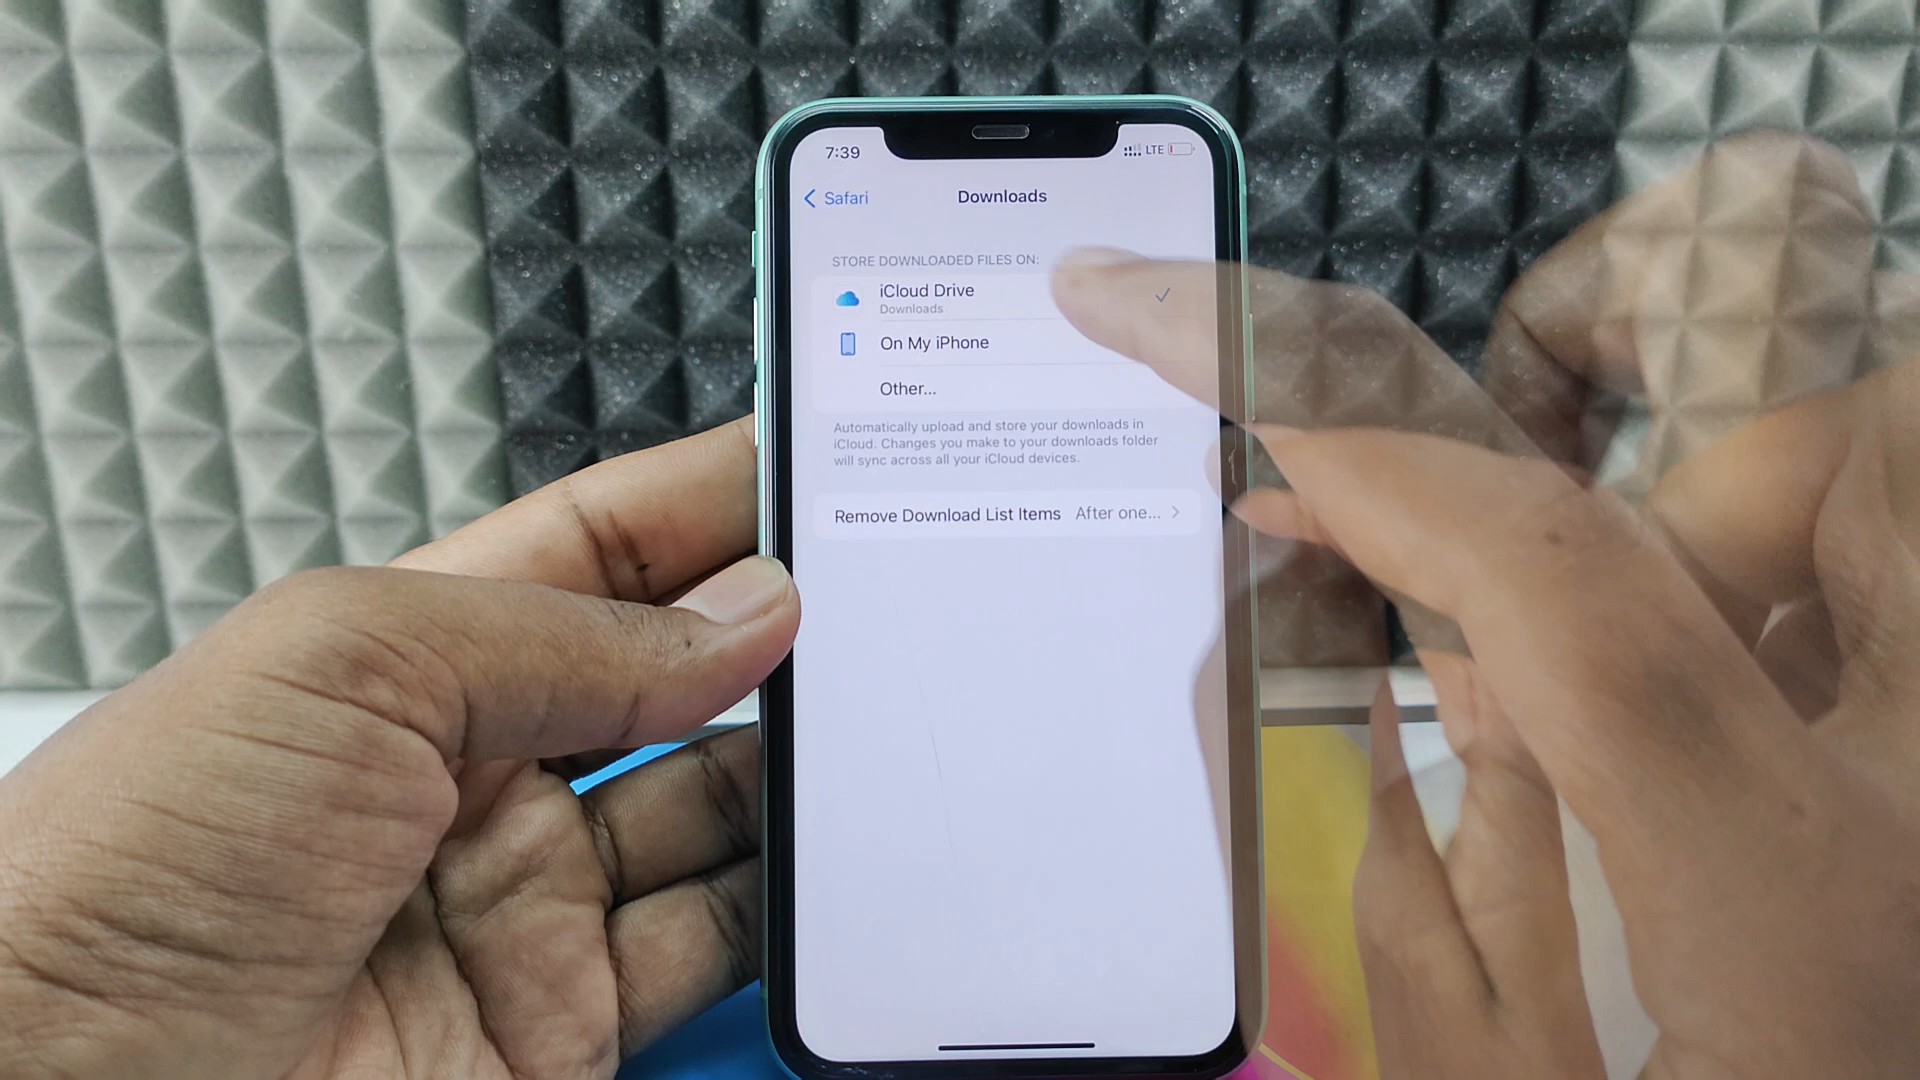 7:39
LTE
Safari
Downloads
STORE DOWNLOADED FILES ON:
iCloud Drive
Downloads
On My iPhone
Other...
Automatically upload and store your downloads in
iCloud. Changes you make to your downloads folder
will sync across all your iCloud devices.
Remove Download List Items After one...